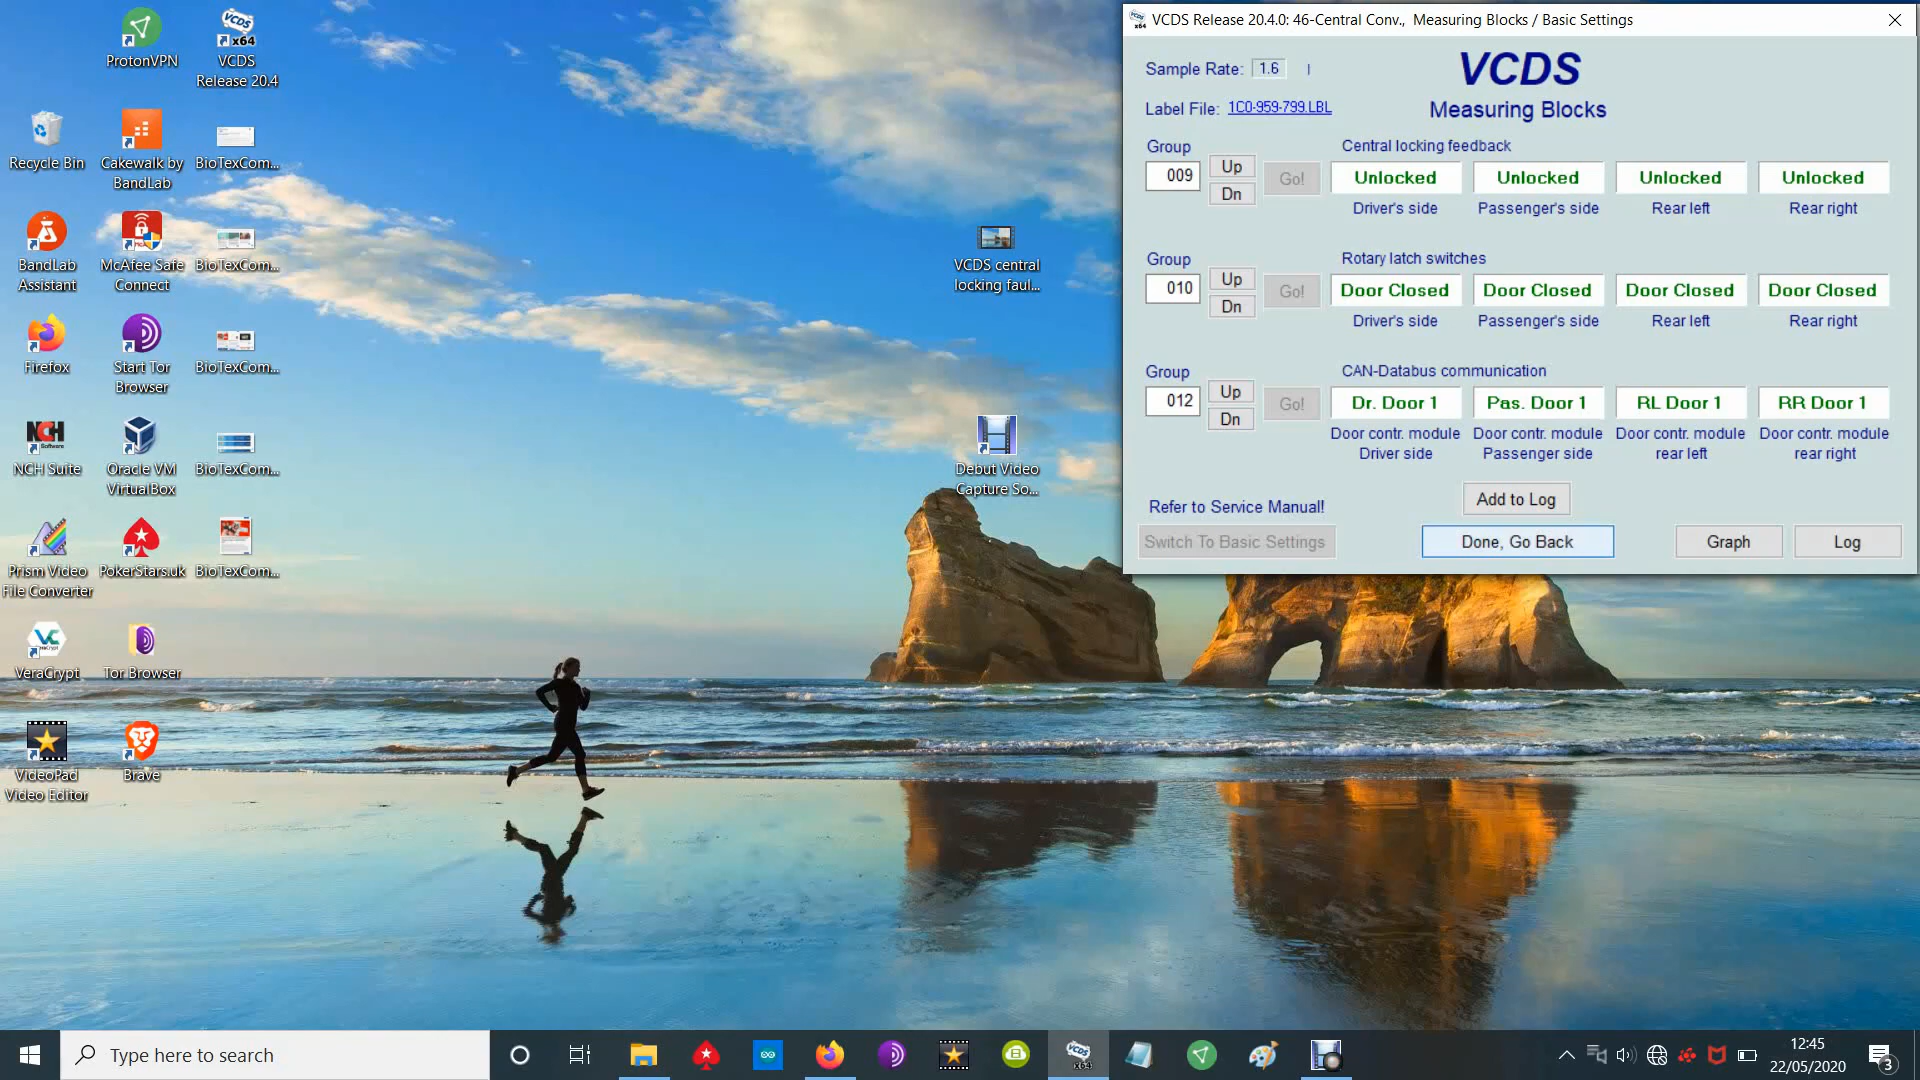 ProtonVPN
VCDS
x64
VCDS
Release 20.4
Recycle Bin
Cakewalk by
BandLab
BioTexCom...
BandLab
Assistant
McAfee Safe
Connect
BioTexCom...
Firefox
Start Tor
Browser
BioTexCom...
NCH
Software
NCH Suite
Oracle VM
VirtualBox
BioTexCom...
Prism Video
File Converter
PokerStars.uk
BioTexCom...
VeraCrypt
Tor Browser
VideoPad
Video Editor
Brave
VCDS central
locking faul...
Debut Video
Capture So...
VCDS Release 20.4.0: 46-Central Conv., Measuring Blocks / Basic Settings
Sample Rate: 1.6 |
VCDS
Label File: 1C0-959-799.LBL
Measuring Blocks
Group
Central locking feedback
009 Up Dn Go! Unlocked Unlocked Unlocked Unlocked
Driver's side Passenger's side Rear left Rear right
Group
Rotary latch switches
010 Up Dn Go! Door Closed Door Closed Door Closed Door Closed
Driver's side Passenger's side Rear left Rear right
Group
CAN-Databus communication
012 Up Dn Go! Dr. Door 1 Pas. Door 1 RL Door 1 RR Door 1
Door contr. module Door contr. module Door contr. module Door contr. module
Driver side Passenger side rear left rear right
Refer to Service Manual!
Add to Log
Switch To Basic Settings Done, Go Back Graph Log
Type here to search
VCDS
x64
12:45
22/05/2020
3